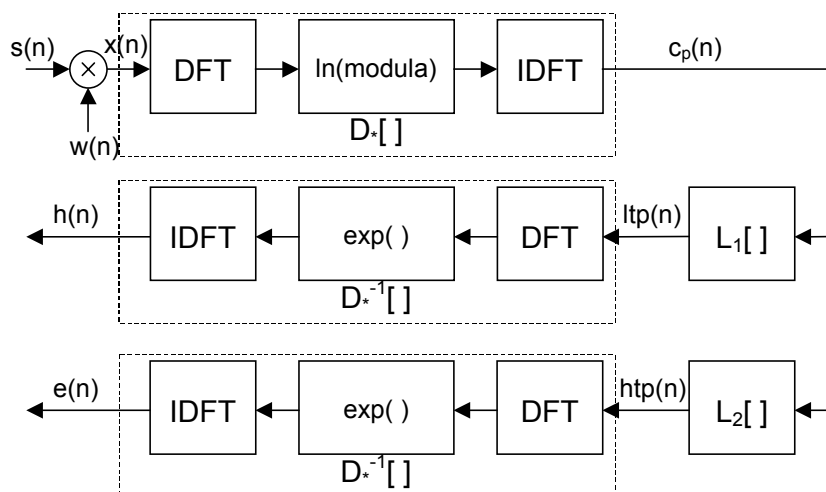 s(n)
x(n)
DFT
ln(modula)
IDFT
cₚ(n)
w(n)
D*[ ]
h(n)
IDFT
exp( )
DFT
ltp(n)
L₁[ ]
D*⁻¹[ ]
e(n)
IDFT
exp( )
DFT
htp(n)
L₂[ ]
D*⁻¹[ ]